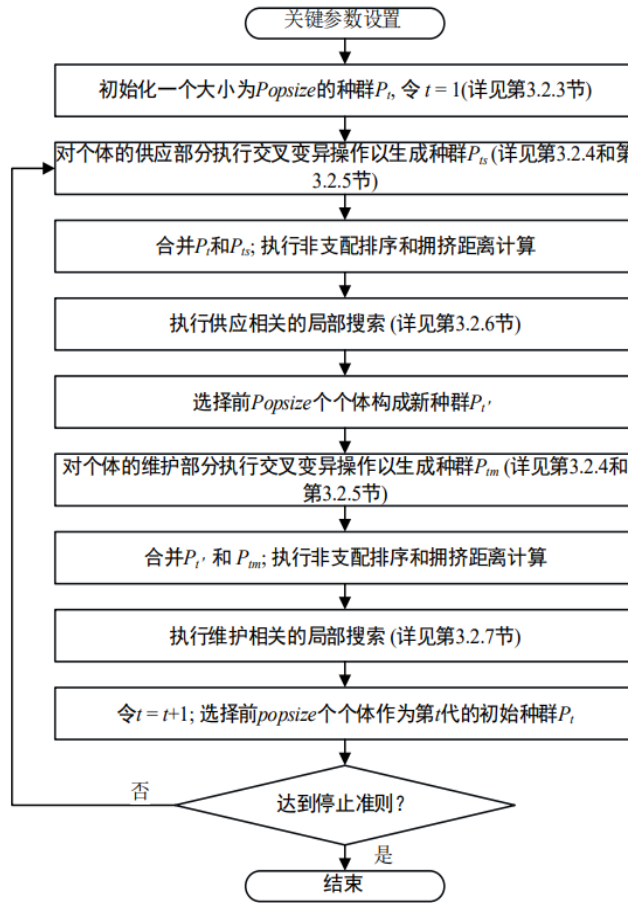 关键参数设置
初始化一个大小为Popsize的种群Pt, 令 t = 1(详见第3.2.3节)
对个体的供应部分执行交叉变异操作以生成种群Pts (详见第3.2.4和第
3.2.5节)
合并Pt和Pts; 执行非支配排序和拥挤距离计算
执行供应相关的局部搜索 (详见第3.2.6节)
选择前Popsize个个体构成新种群Pt′
对个体的维护部分执行交叉变异操作以生成种群Ptm (详见第3.2.4和
第3.2.5节)
合并Pt′ 和 Ptm; 执行非支配排序和拥挤距离计算
执行维护相关的局部搜索 (详见第3.2.7节)
令t = t+1; 选择前popsize个个体作为第t代的初始种群Pt
否
达到停止准则？
是
结束